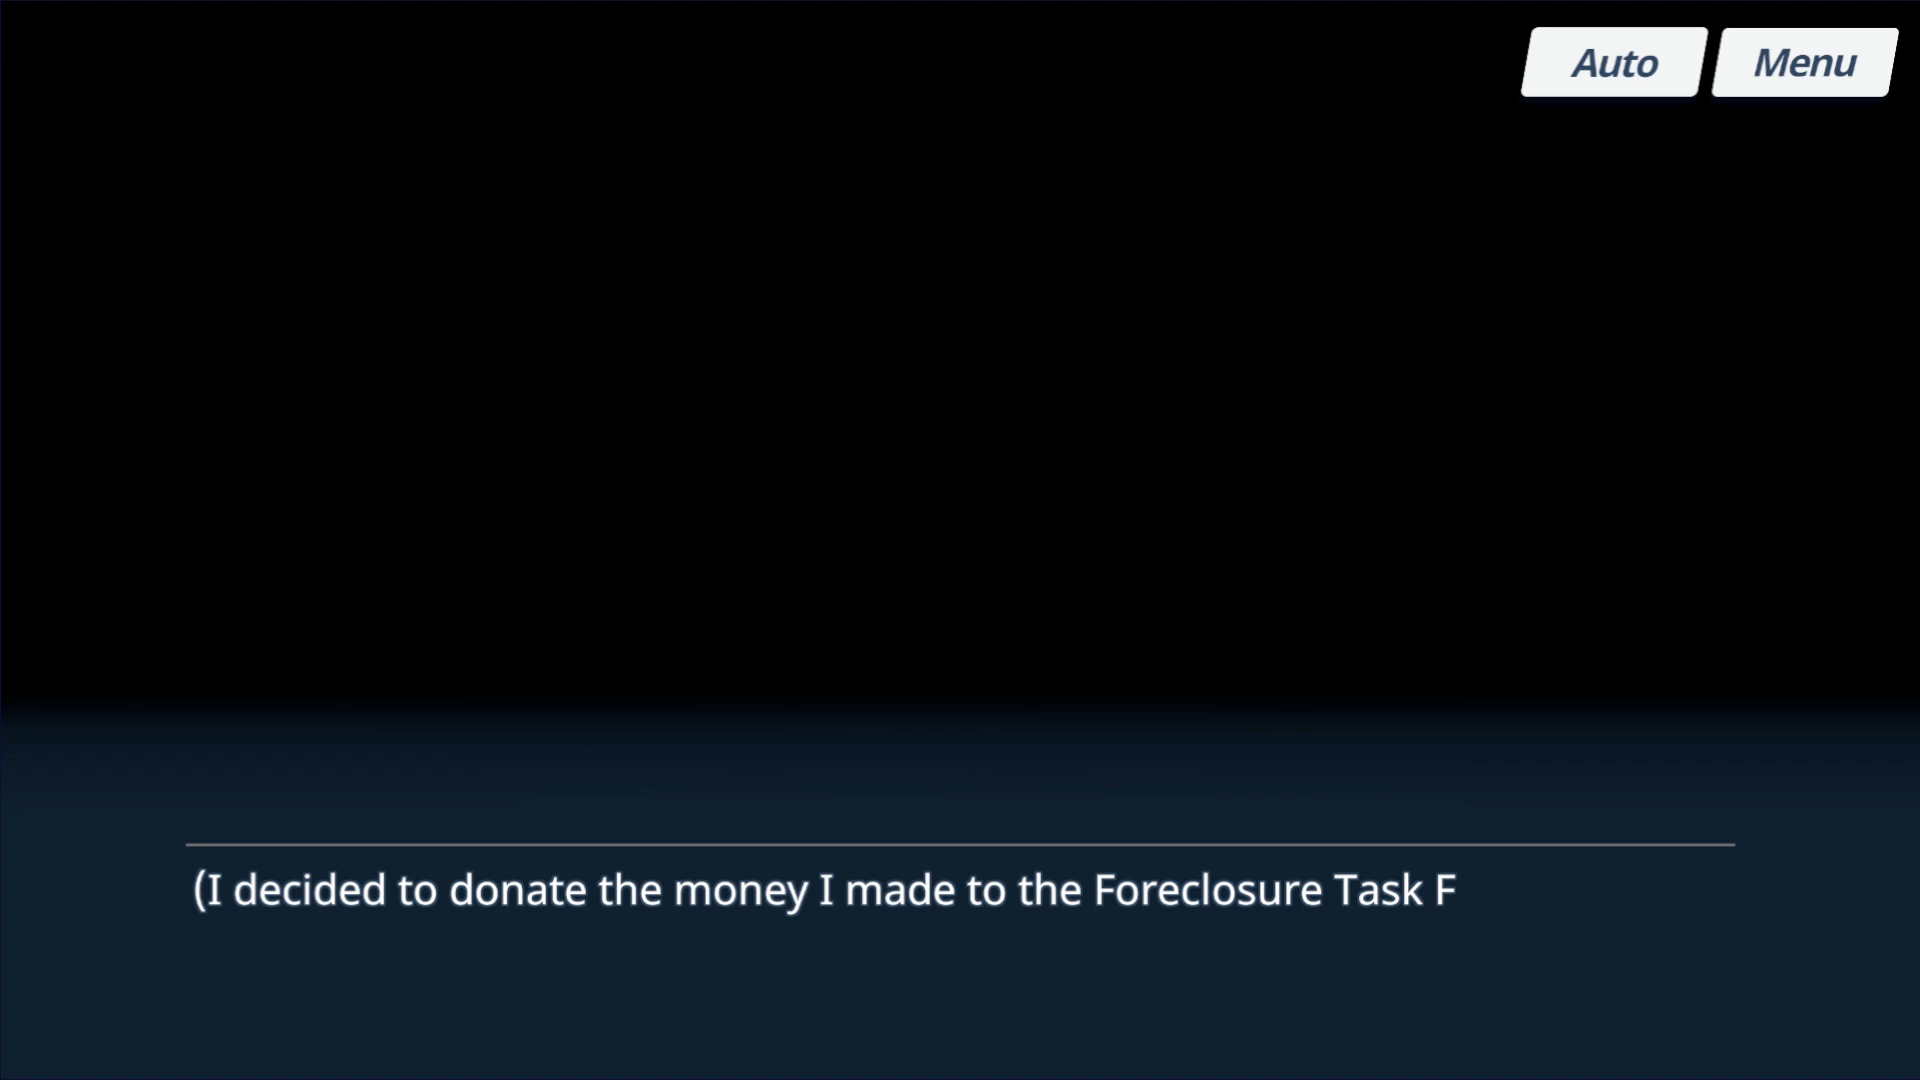 Auto
Menu
(I decided to donate the money I made to the Foreclosure Task F